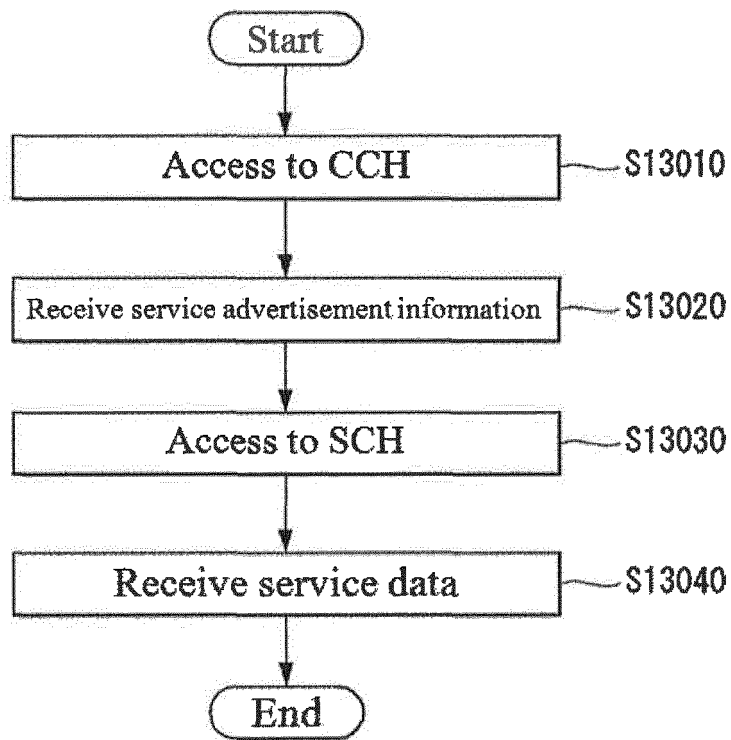 Start
Access to CCH
S13010
Receive service advertisement information
S13020
Access to SCH
S13030
Receive service data
S13040
End